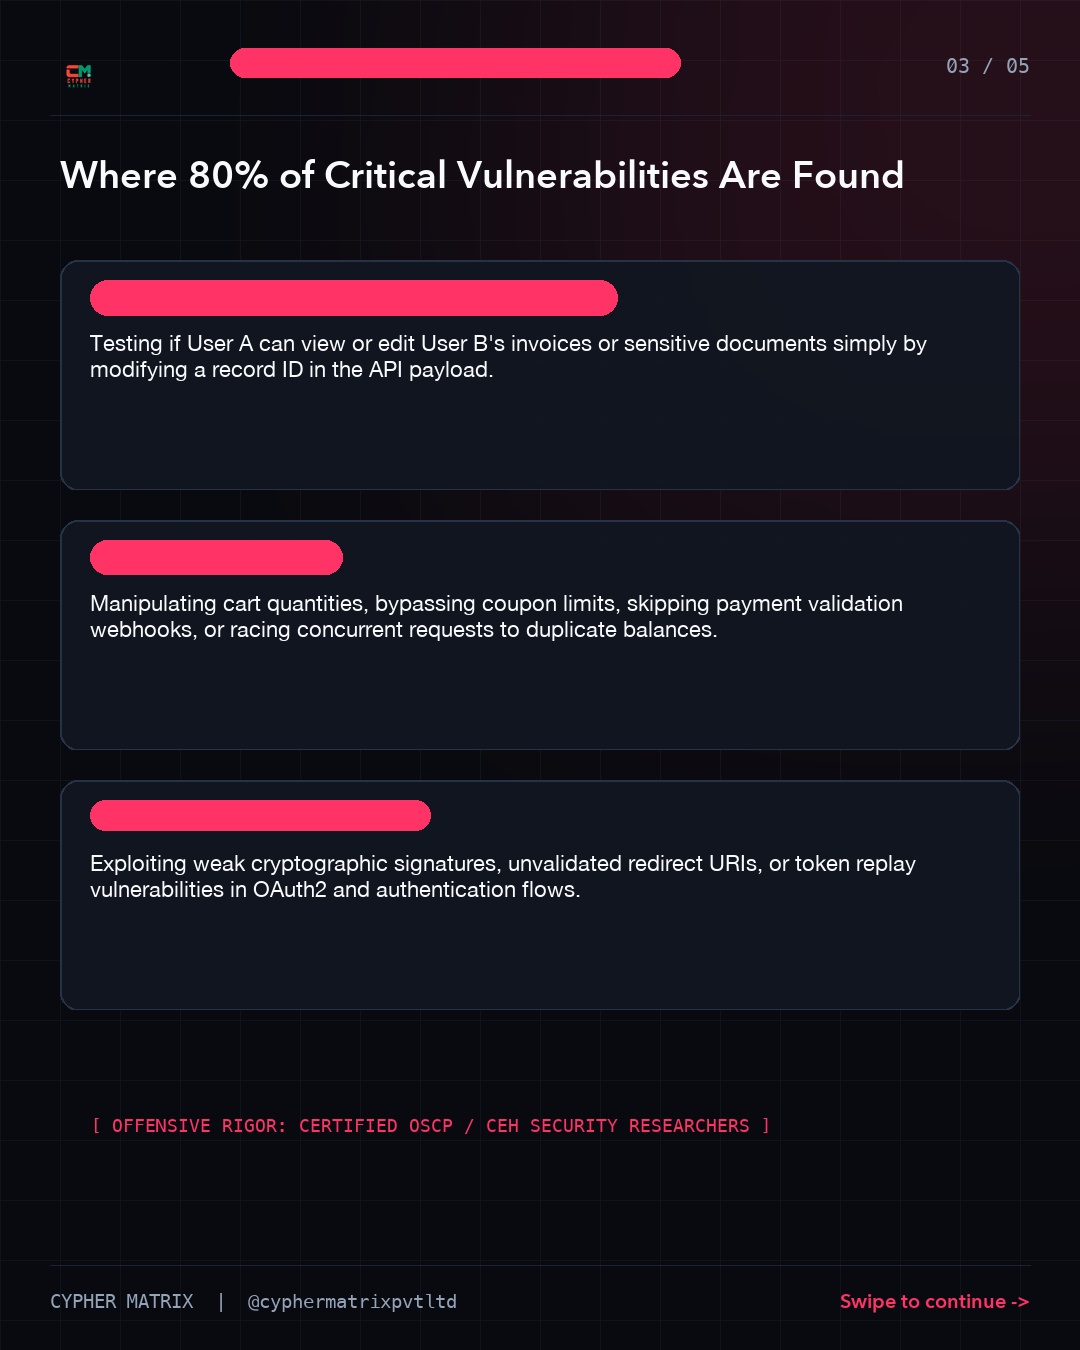 CM
CYPHER
MATRIX
03 / 05
Where 80% of Critical Vulnerabilities Are Found
Testing if User A can view or edit User B's invoices or sensitive documents simply by
modifying a record ID in the API payload.
Manipulating cart quantities, bypassing coupon limits, skipping payment validation
webhooks, or racing concurrent requests to duplicate balances.
Exploiting weak cryptographic signatures, unvalidated redirect URIs, or token replay
vulnerabilities in OAuth2 and authentication flows.
[ OFFENSIVE RIGOR: CERTIFIED OSCP / CEH SECURITY RESEARCHERS ]
CYPHER MATRIX | @cyphermatrixpvtltd
Swipe to continue ->